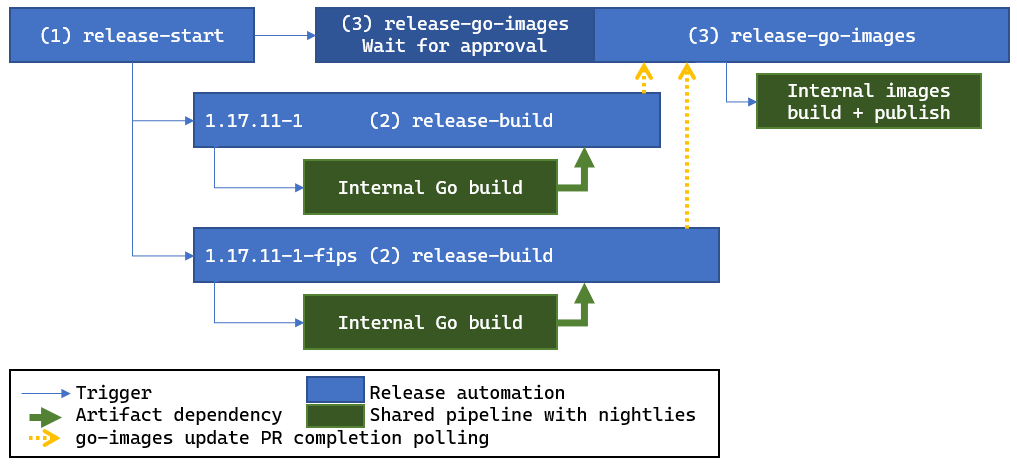 (1) release-start
(3) release-go-images
Wait for approval
(3) release-go-images
Internal images
build + publish
1.17.11-1 (2) release-build
Internal Go build
1.17.11-1-fips (2) release-build
Internal Go build
Trigger
Release automation
Artifact dependency
Shared pipeline with nightlies
go-images update PR completion polling